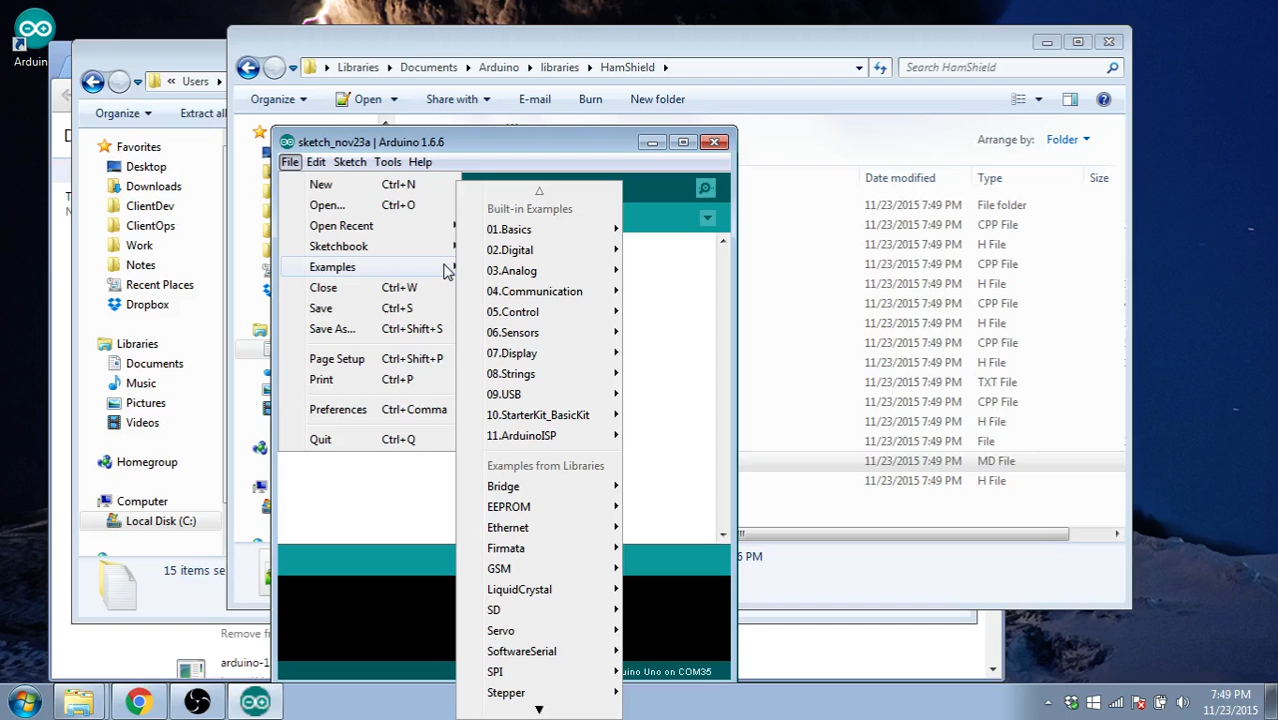 Arduin
Users
Organize
Extract all
Favorites
Desktop
Downloads
ClientDev
ClientOps
Work
Notes
Recent Places
Dropbox
Libraries
Documents
Music
Pictures
Videos
Homegroup
Computer
Local Disk (C:)
15 items se
Remove fr
arduino-1
Libraries
Documents
Arduino
libraries
HamShield
Search HamShield
Organize
Open
Share with
E-mail
Burn
New folder
Arrange by:
Folder
Date modified
Type
Size
11/23/2015 7:49 PM
File folder
11/23/2015 7:49 PM
CPP File
11/23/2015 7:49 PM
H File
11/23/2015 7:49 PM
CPP File
11/23/2015 7:49 PM
H File
11/23/2015 7:49 PM
CPP File
11/23/2015 7:49 PM
H File
11/23/2015 7:49 PM
CPP File
11/23/2015 7:49 PM
H File
11/23/2015 7:49 PM
TXT File
11/23/2015 7:49 PM
CPP File
11/23/2015 7:49 PM
H File
11/23/2015 7:49 PM
File
11/23/2015 7:49 PM
MD File
11/23/2015 7:49 PM
H File
PM
sketch_nov23a | Arduino 1.6.6
File
Edit
Sketch
Tools
Help
New
Ctrl+N
Open...
Ctrl+O
Open Recent
Sketchbook
Examples
Close
Ctrl+W
Save
Ctrl+S
Save As...
Ctrl+Shift+S
Page Setup
Ctrl+Shift+P
Print
Ctrl+P
Preferences
Ctrl+Comma
Quit
Ctrl+Q
Built-in Examples
01.Basics
02.Digital
03.Analog
04.Communication
05.Control
06.Sensors
07.Display
08.Strings
09.USB
10.StarterKit_BasicKit
11.ArduinoISP
Examples from Libraries
Bridge
EEPROM
Ethernet
Firmata
GSM
LiquidCrystal
SD
Servo
SoftwareSerial
SPI
Stepper
uino Uno on COM35
7:49 PM
11/23/2015